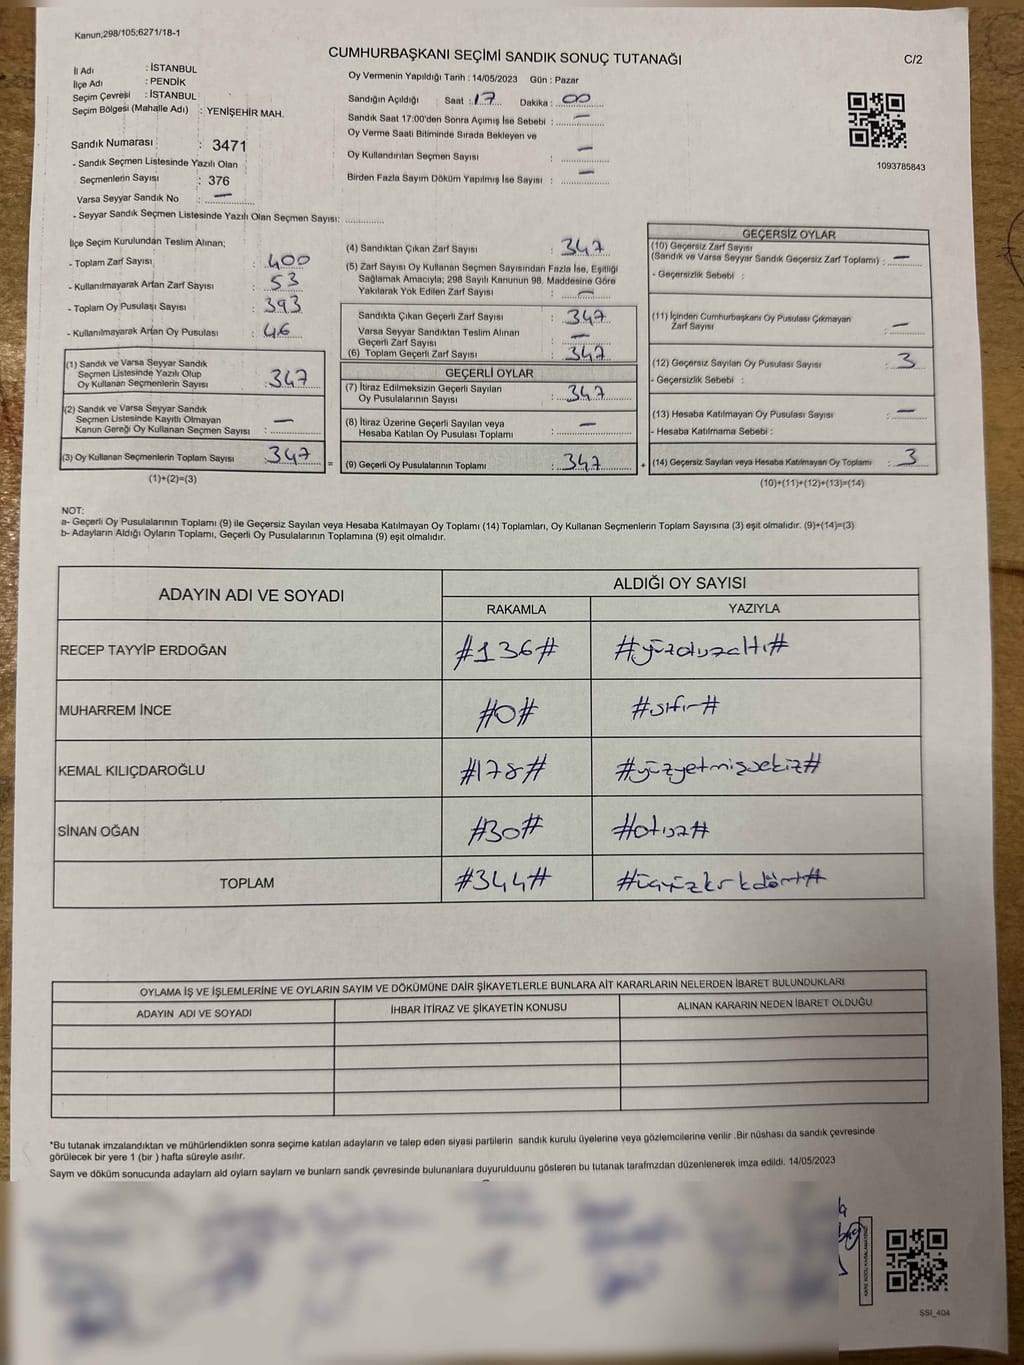 Kanun;298/105;6271/18-1
CUMHURBAŞKANI SEÇİMİ SANDIK SONUÇ TUTANAĞI
C/2
İl Adı : İSTANBUL
İlçe Adı : PENDİK
Seçim Çevresi : İSTANBUL
Seçim Bölgesi (Mahalle Adı) : YENİŞEHİR MAH.
Sandık Numarası : 3471
- Sandık Seçmen Listesinde Yazılı Olan
Seçmenlerin Sayısı : 376
Varsa Seyyar Sandık No : —
- Seyyar Sandık Seçmen Listesinde Yazılı Olan Seçmen Sayısı: ............
Oy Vermenin Yapıldığı Tarih : 14/05/2023 Gün : Pazar
Sandığın Açıldığı Saat : 17 Dakika : 00
Sandık Saat 17:00'den Sonra Açımış İse Sebebi : —
Oy Verme Saati Bitiminde Sırada Bekleyen ve
Oy Kullandırılan Seçmen Sayısı : —
Birden Fazla Sayım Döküm Yapılmış İse Sayısı : —
1093785843
İlçe Seçim Kurulundan Teslim Alınan;
- Toplam Zarf Sayısı : 400
- Kullanılmayarak Artan Zarf Sayısı : 53
- Toplam Oy Pusulası Sayısı : 393
- Kullanılmayarak Artan Oy Pusulası : 46
(1) Sandık ve Varsa Seyyar Sandık
Seçmen Listesinde Yazılı Olup
Oy Kullanan Seçmenlerin Sayısı : 347
(2) Sandık ve Varsa Seyyar Sandık
Seçmen Listesinde Kayıtlı Olmayan
Kanun Gereği Oy Kullanan Seçmen Sayısı : —
(3) Oy Kullanan Seçmenlerin Toplam Sayısı : 347 =
(1)+(2)=(3)
(4) Sandıktan Çıkan Zarf Sayısı : 347
(5) Zarf Sayısı Oy Kullanan Seçmen Sayısından Fazla İse, Eşitliği
Sağlamak Amacıyla; 298 Sayılı Kanunun 98. Maddesine Göre
Yakılarak Yok Edilen Zarf Sayısı : —
Sandıkta Çıkan Geçerli Zarf Sayısı : 347
Varsa Seyyar Sandıktan Teslim Alınan
Geçerli Zarf Sayısı : —
(6) Toplam Geçerli Zarf Sayısı : 347
GEÇERLİ OYLAR
(7) İtiraz Edilmeksizin Geçerli Sayılan
Oy Pusulalarının Sayısı : 347
(8) İtiraz Üzerine Geçerli Sayılan veya
Hesaba Katılan Oy Pusulası Toplamı : —
(9) Geçerli Oy Pusulalarının Toplamı : 347 +
GEÇERSİZ OYLAR
(10) Geçersiz Zarf Sayısı
(Sandık ve Varsa Seyyar Sandık Geçersiz Zarf Toplamı) : —
- Geçersizlik Sebebi :
(11) İçinden Cumhurbaşkanı Oy Pusulası Çıkmayan
Zarf Sayısı : —
(12) Geçersiz Sayılan Oy Pusulası Sayısı : 3
- Geçersizlik Sebebi :
(13) Hesaba Katılmayan Oy Pusulası Sayısı : —
- Hesaba Katılmama Sebebi :
(14) Geçersiz Sayılan veya Hesaba Katılmayan Oy Toplamı : 3
(10)+(11)+(12)+(13)=(14)
NOT:
a- Geçerli Oy Pusulalarının Toplamı (9) ile Geçersiz Sayılan veya Hesaba Katılmayan Oy Toplamı (14) Toplamları, Oy Kullanan Seçmenlerin Toplam Sayısına (3) eşit olmalıdır. (9)+(14)=(3)
b- Adayların Aldığı Oyların Toplamı, Geçerli Oy Pusulalarının Toplamına (9) eşit olmalıdır.
ADAYIN ADI VE SOYADI
ALDIĞI OY SAYISI
RAKAMLA YAZIYLA
RECEP TAYYİP ERDOĞAN #136# #yüzotuzaltı#
MUHARREM İNCE #0# #sıfır#
KEMAL KILIÇDAROĞLU #178# #yüzyetmişsekiz#
SİNAN OĞAN #30# #otuz#
TOPLAM #344# #üçyüzkırkdört#
OYLAMA İŞ VE İŞLEMLERİNE VE OYLARIN SAYIM VE DÖKÜMÜNE DAİR ŞİKAYETLERLE BUNLARA AİT KARARLARIN NELERDEN İBARET BULUNDUKLARI
ADAYIN ADI VE SOYADI İHBAR İTİRAZ VE ŞİKAYETİN KONUSU ALINAN KARARIN NEDEN İBARET OLDUĞU
*Bu tutanak imzalandıktan ve mühürlendikten sonra seçime katılan adayların ve talep eden siyasi partilerin sandık kurulu üyelerine veya gözlemcilerine verilir .Bir nüshası da sandık çevresinde
görülecek bir yere 1 (bir ) hafta süreyle asılır.
Saym ve döküm sonucunda adaylarn ald oylarn saylarn ve bunlarn sandk çevresinde bulunanlara duyurulduunu gösteren bu tutanak tarafmzdan düzenlenerek imza edildi. 14/05/2023
SSI_404